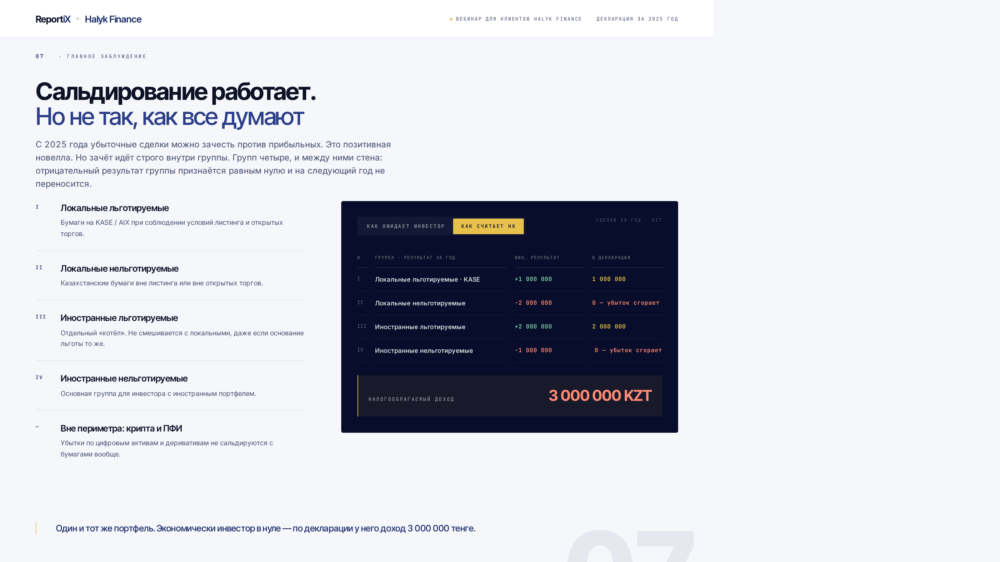 ReportiX × Halyk Finance
ВЕБИНАР ДЛЯ КЛИЕНТОВ HALYK FINANCE ДЕКЛАРАЦИЯ ЗА 2025 ГОД
07 · ГЛАВНОЕ ЗАБЛУЖДЕНИЕ
Сальдирование работает.
Но не так, как все думают
С 2025 года убыточные сделки можно зачесть против прибыльных. Это позитивная
новелла. Но зачёт идёт строго внутри группы. Групп четыре, и между ними стена:
отрицательный результат группы признаётся равным нулю и на следующий год не
переносится.
I Локальные льготируемые
Бумаги на KASE / AIX при соблюдении условий листинга и открытых
торгов.
II Локальные нельготируемые
Казахстанские бумаги вне листинга или вне открытых торгов.
III Иностранные льготируемые
Отдельный «котёл». Не смешивается с локальными, даже если основание
льготы то же.
IV Иностранные нельготируемые
Основная группа для инвестора с иностранным портфелем.
— Вне периметра: крипта и ПФИ
Убытки по цифровым активам и деривативам не сальдируются с
бумагами вообще.
КАК ОЖИДАЕТ ИНВЕСТОР КАК СЧИТАЕТ НК
СДЕЛКИ ЗА ГОД · KZT
# ГРУППА · РЕЗУЛЬТАТ ЗА ГОД ФИН. РЕЗУЛЬТАТ В ДЕКЛАРАЦИИ
I Локальные льготируемые · KASE +1 000 000 1 000 000
II Локальные нельготируемые -2 000 000 0 — убыток сгорает
III Иностранные льготируемые +2 000 000 2 000 000
IV Иностранные нельготируемые -1 000 000 0 — убыток сгорает
НАЛОГООБЛАГАЕМЫЙ ДОХОД 3 000 000 KZT
Один и тот же портфель. Экономически инвестор в нуле — по декларации у него доход 3 000 000 тенге.
07